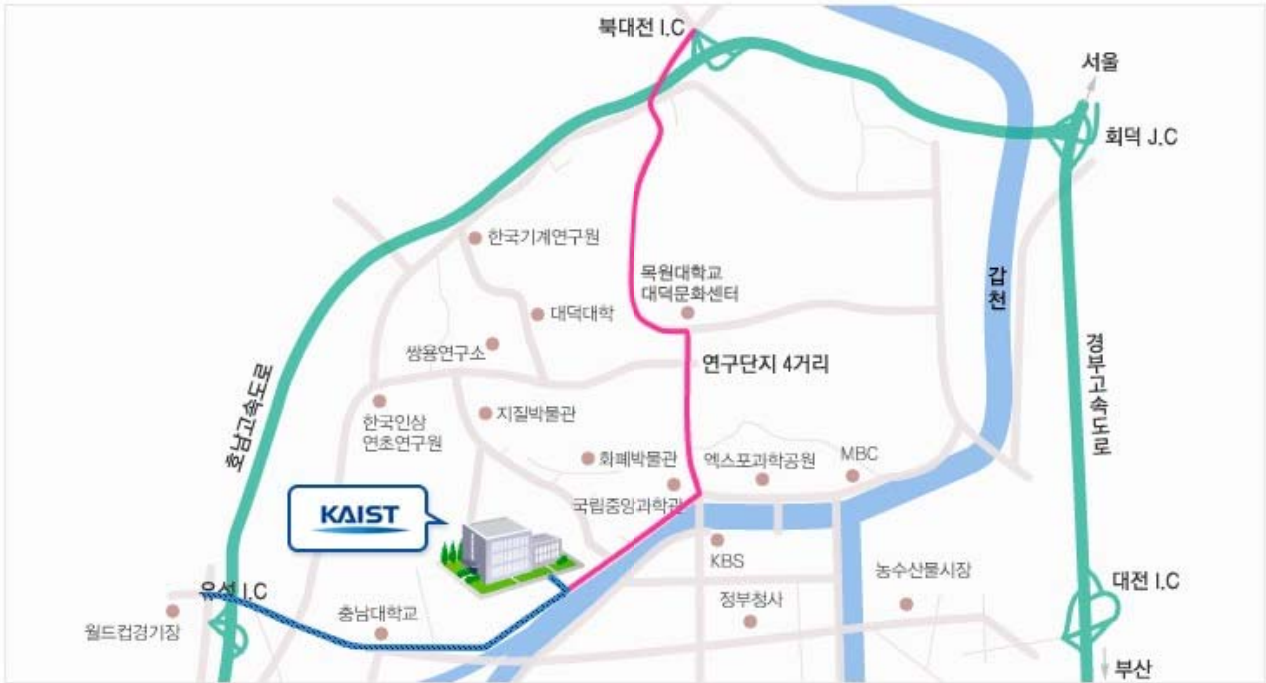 북대전 I.C
서울
회덕 J.C
한국기계연구원
목원대학교
대덕문화센터
갑천
대덕대학
쌍용연구소
연구단지 4거리
경부고속도로
호남고속도로
한국인삼
연초연구원
지질박물관
화폐박물관
엑스포과학공원
MBC
국립중앙과학관
KAIST
KBS
농수산물시장
대전 I.C
유성 I.C
정부청사
충남대학교
월드컵경기장
부산